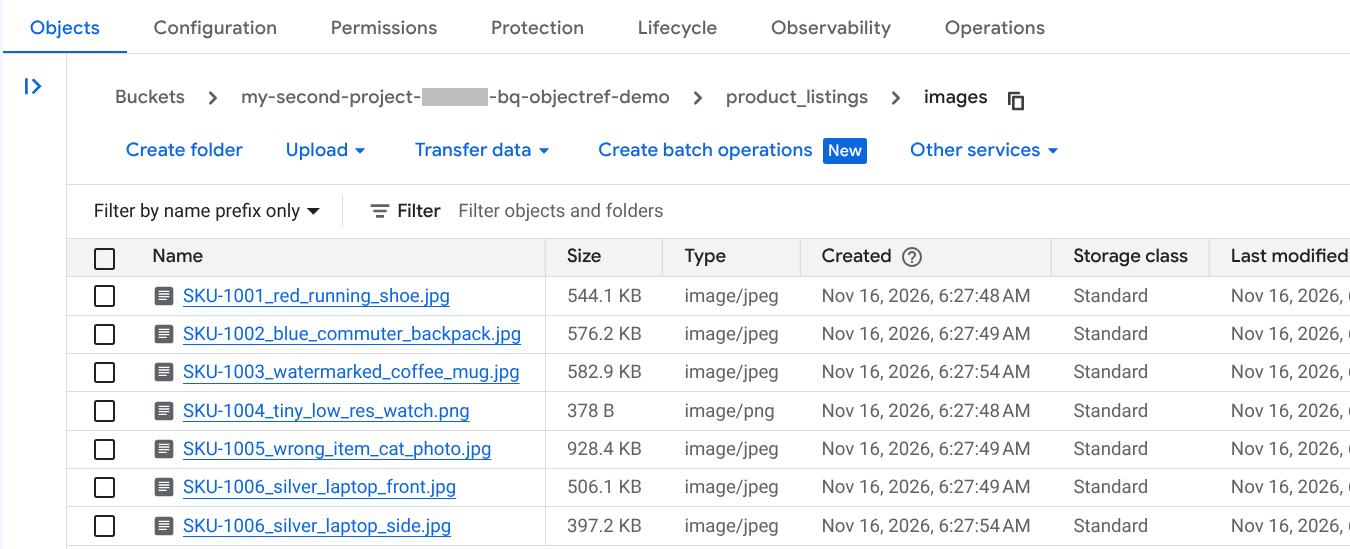 Objects Configuration Permissions Protection Lifecycle Observability Operations
Buckets > my-second-project- -bq-objectref-demo > product_listings > images
Create folder Upload Transfer data Create batch operations New Other services
Filter by name prefix only Filter Filter objects and folders
Name Size Type Created ? Storage class Last modified
SKU-1001_red_running_shoe.jpg 544.1 KB image/jpeg Nov 16, 2026, 6:27:48 AM Standard Nov 16, 2026,
SKU-1002_blue_commuter_backpack.jpg 576.2 KB image/jpeg Nov 16, 2026, 6:27:49 AM Standard Nov 16, 2026,
SKU-1003_watermarked_coffee_mug.jpg 582.9 KB image/jpeg Nov 16, 2026, 6:27:54 AM Standard Nov 16, 2026,
SKU-1004_tiny_low_res_watch.png 378 B image/png Nov 16, 2026, 6:27:48 AM Standard Nov 16, 2026,
SKU-1005_wrong_item_cat_photo.jpg 928.4 KB image/jpeg Nov 16, 2026, 6:27:49 AM Standard Nov 16, 2026,
SKU-1006_silver_laptop_front.jpg 506.1 KB image/jpeg Nov 16, 2026, 6:27:49 AM Standard Nov 16, 2026,
SKU-1006_silver_laptop_side.jpg 397.2 KB image/jpeg Nov 16, 2026, 6:27:54 AM Standard Nov 16, 2026,